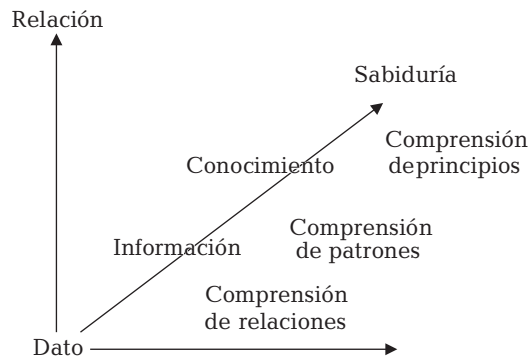 Relación
Sabiduría
Comprensión
deprincipios
Conocimiento
Comprensión
de patrones
Información
Comprensión
de relaciones
Dato